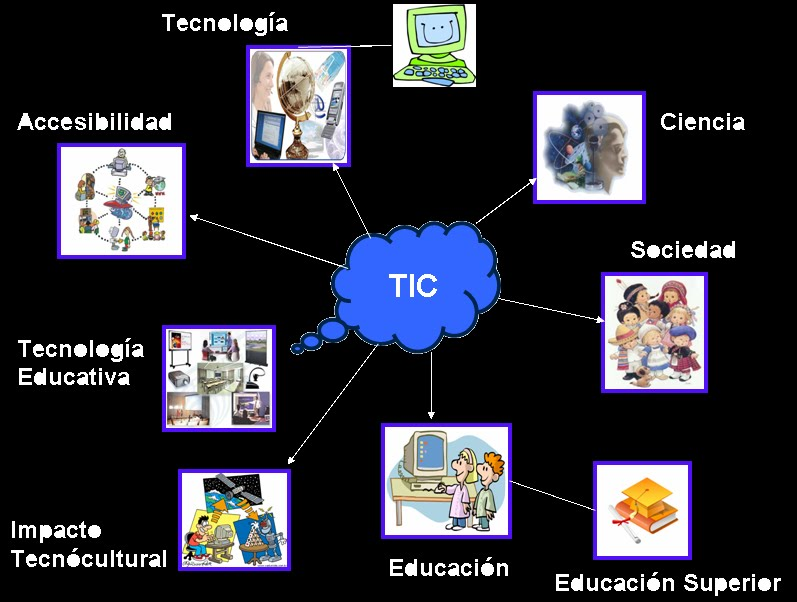 Tecnología
Accesibilidad
Ciencia
Sociedad
TIC
Tecnología
Educativa
Impacto
Tecnócultural
Educación
Educación Superior